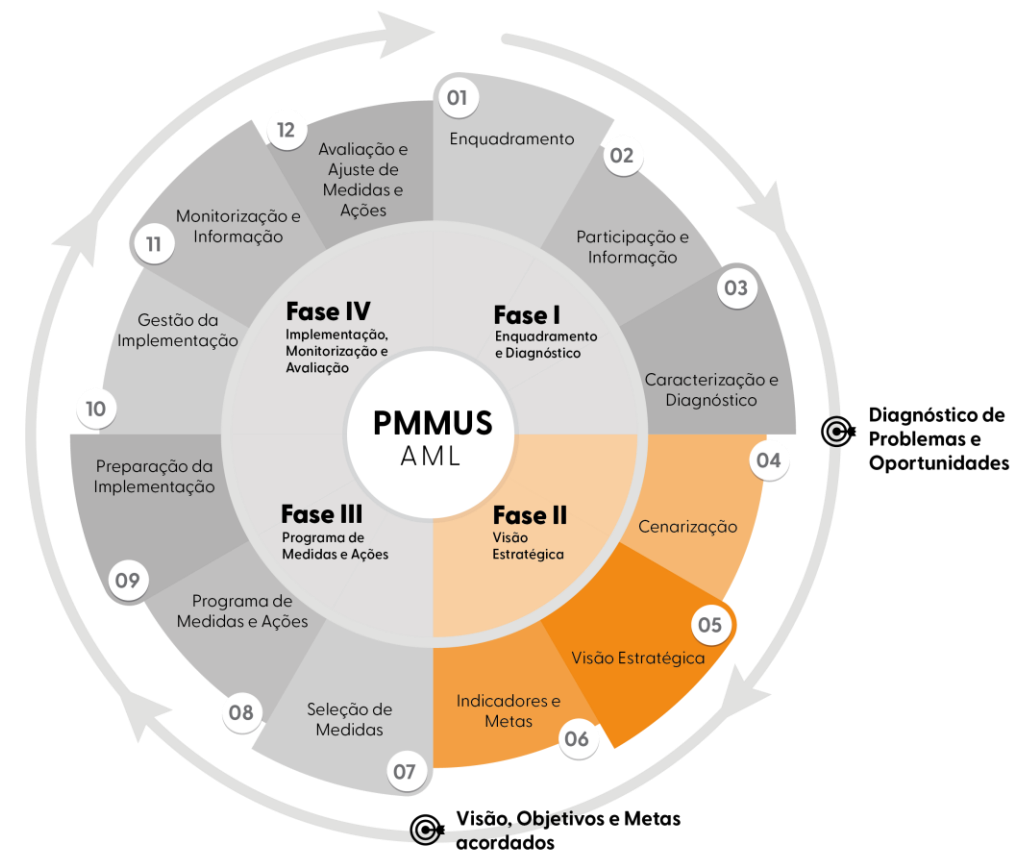 01
Enquadramento
02
Participação e
Informação
03
Caracterização e
Diagnóstico
04
Cenarização
05
Visão Estratégica
06
Indicadores e
Metas
07
Seleção de
Medidas
08
Programa de
Medidas e Ações
09
Preparação da
Implementação
10
Gestão da
Implementação
11
Monitorização e
Informação
12
Avaliação e
Ajuste de
Medidas e
Ações
Fase I
Enquadramento
e Diagnóstico
Fase II
Visão
Estratégica
Fase III
Programa de
Medidas e Ações
Fase IV
Implementação,
Monitorização e
Avaliação
PMMUS
AML
Diagnóstico de
Problemas e
Oportunidades
Visão, Objetivos e Metas
acordados